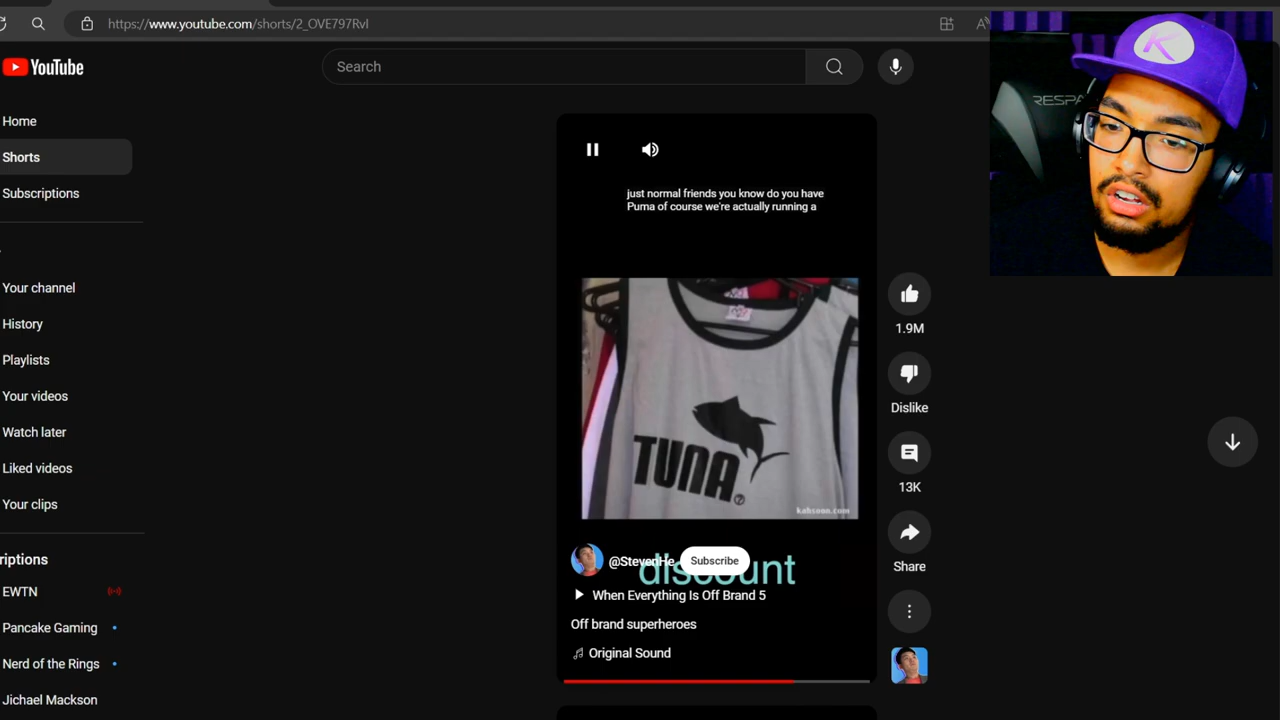 https://www.youtube.com/shorts/2_OVE797RvI
YouTube
Search
Home
Shorts
Subscriptions
Your channel
History
Playlists
Your videos
Watch later
Liked videos
Your clips
riptions
EWTN
Pancake Gaming
Nerd of the Rings
Jichael Mackson
just normal friends you know do you have
Puma of course we're actually running a
TUNA
kabsoon.com
discount
@StevenHe
Subscribe
When Everything Is Off Brand 5
Off brand superheroes
Original Sound
1.9M
Dislike
13K
Share
K
RESPA